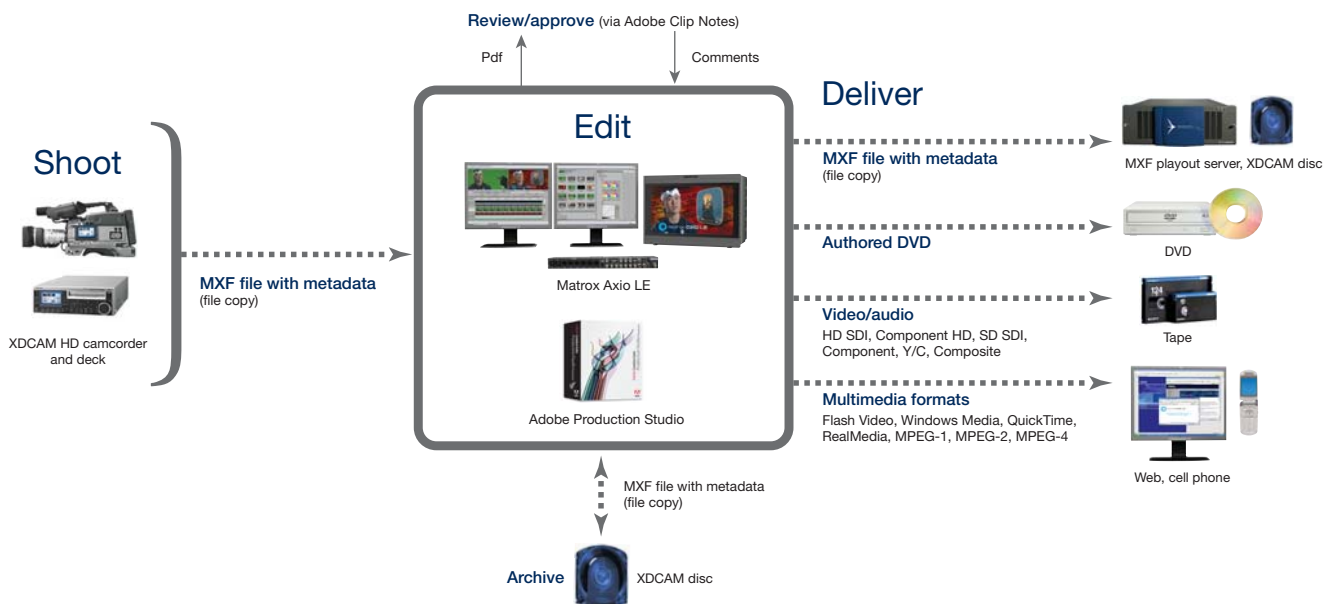 Review/approve (via Adobe Clip Notes)
Pdf
Comments
Shoot
XDCAM HD camcorder
and deck
MXF file with metadata
(file copy)
Edit
Matrox Axio LE
Adobe Production Studio
Deliver
MXF file with metadata
(file copy)
MXF playout server, XDCAM disc
Authored DVD
DVD
Video/audio
HD SDI, Component HD, SD SDI,
Component, Y/C, Composite
124
Tape
Multimedia formats
Flash Video, Windows Media, QuickTime,
RealMedia, MPEG-1, MPEG-2, MPEG-4
Web, cell phone
MXF file with metadata
(file copy)
Archive
XDCAM disc